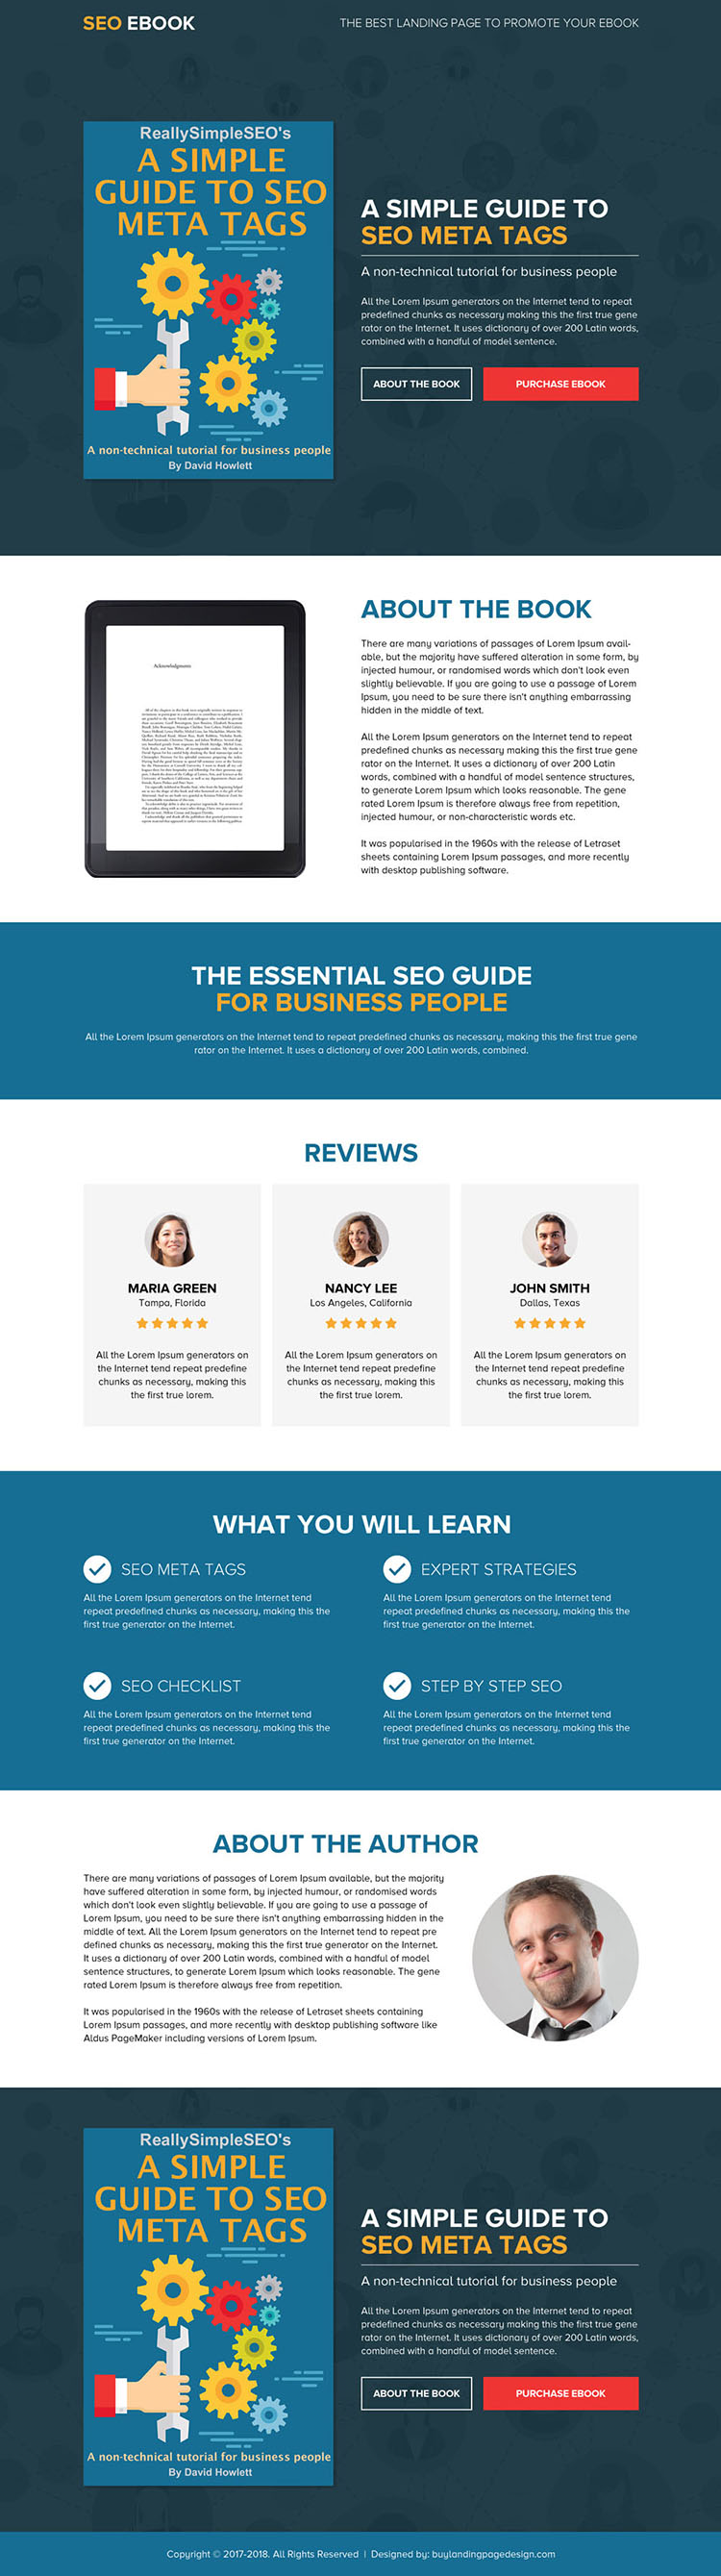 SEO EBOOK
THE BEST LANDING PAGE TO PROMOTE YOUR EBOOK
ReallySimpleSEO's
A SIMPLE
GUIDE TO SEO
META TAGS
A non-technical tutorial for business people
By David Howlett
A SIMPLE GUIDE TO
SEO META TAGS
A non-technical tutorial for business people
All the Lorem Ipsum generators on the Internet tend to repeat
predefined chunks as necessary making this the first true gene
rator on the Internet. It uses dictionary of over 200 Latin words,
combined with a handful of model sentence.
ABOUT THE BOOK
PURCHASE EBOOK
Acknowledgments
ABOUT THE BOOK
There are many variations of passages of Lorem Ipsum avail-
able, but the majority have suffered alteration in some form, by
injected humour, or randomised words which don't look even
slightly believable. If you are going to use a passage of Lorem
Ipsum, you need to be sure there isn't anything embarrassing
hidden in the middle of text.
All the Lorem Ipsum generators on the Internet tend to repeat
predefined chunks as necessary making this the first true gene
rator on the Internet. It uses a dictionary of over 200 Latin
words, combined with a handful of model sentence structures,
to generate Lorem Ipsum which looks reasonable. The gene
rated Lorem Ipsum is therefore always free from repetition,
injected humour, or non-characteristic words etc.
It was popularised in the 1960s with the release of Letraset
sheets containing Lorem Ipsum passages, and more recently
with desktop publishing software.
THE ESSENTIAL SEO GUIDE
FOR BUSINESS PEOPLE
All the Lorem Ipsum generators on the Internet tend to repeat predefined chunks as necessary, making this the first true gene
rator on the Internet. It uses a dictionary of over 200 Latin words, combined.
REVIEWS
MARIA GREEN
Tampa, Florida
All the Lorem Ipsum generators on
the Internet tend repeat predefine
chunks as necessary, making this
the first true lorem.
NANCY LEE
Los Angeles, California
All the Lorem Ipsum generators on
the Internet tend repeat predefine
chunks as necessary, making this
the first true lorem.
JOHN SMITH
Dallas, Texas
All the Lorem Ipsum generators on
the Internet tend repeat predefine
chunks as necessary, making this
the first true lorem.
WHAT YOU WILL LEARN
SEO META TAGS
All the Lorem Ipsum generators on the Internet tend
repeat predefined chunks as necessary, making this the
first true generator on the Internet.
EXPERT STRATEGIES
All the Lorem Ipsum generators on the Internet tend
repeat predefined chunks as necessary, making this the
first true generator on the Internet.
SEO CHECKLIST
All the Lorem Ipsum generators on the Internet tend
repeat predefined chunks as necessary, making this the
first true generator on the Internet.
STEP BY STEP SEO
All the Lorem Ipsum generators on the Internet tend
repeat predefined chunks as necessary, making this the
first true generator on the Internet.
ABOUT THE AUTHOR
There are many variations of passages of Lorem Ipsum available, but the majority
have suffered alteration in some form, by injected humour, or randomised words
which don't look even slightly believable. If you are going to use a passage of
Lorem Ipsum, you need to be sure there isn't anything embarrassing hidden in the
middle of text. All the Lorem Ipsum generators on the Internet tend to repeat pre
defined chunks as necessary, making this the first true generator on the Internet.
It uses a dictionary of over 200 Latin words, combined with a handful of model
sentence structures, to generate Lorem Ipsum which looks reasonable. The gene
rated Lorem Ipsum is therefore always free from repetition.
It was popularised in the 1960s with the release of Letraset sheets containing
Lorem Ipsum passages, and more recently with desktop publishing software like
Aldus PageMaker including versions of Lorem Ipsum.
ReallySimpleSEO's
A SIMPLE
GUIDE TO SEO
META TAGS
A non-technical tutorial for business people
By David Howlett
A SIMPLE GUIDE TO
SEO META TAGS
A non-technical tutorial for business people
All the Lorem Ipsum generators on the Internet tend to repeat
predefined chunks as necessary making this the first true gene
rator on the Internet. It uses dictionary of over 200 Latin words,
combined with a handful of model sentence.
ABOUT THE BOOK
PURCHASE EBOOK
Copyright © 2017-2018. All Rights Reserved | Designed by: buylandingpagedesign.com